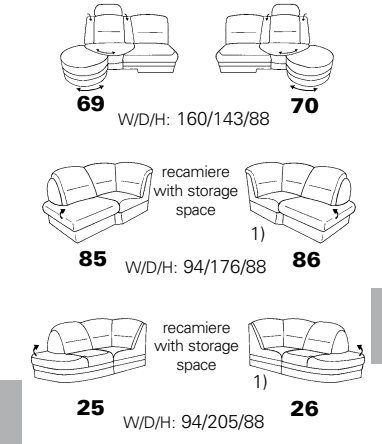 69
70
W/D/H: 160/143/88
recamiere
with storage
space
1)
85
86
W/D/H: 94/176/88
recamiere
with storage
space
1)
25
26
W/D/H: 94/205/88